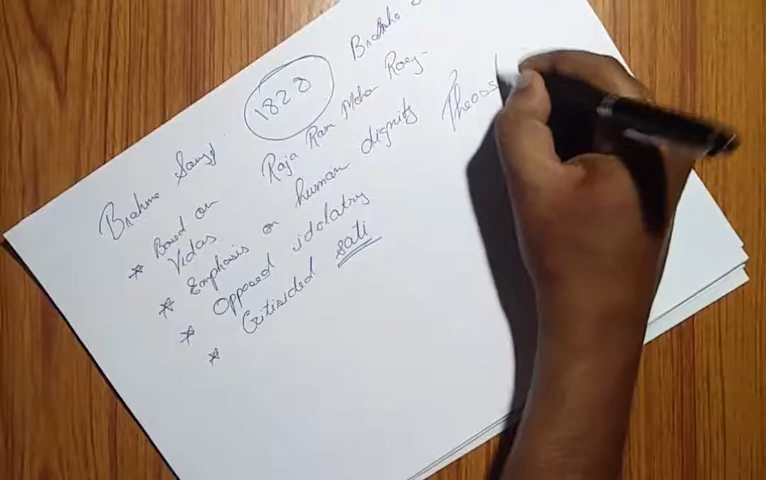 Brahmo
1828
Brahmo Samaj
Raja Ram Mohan Roy
* Based on
Vedas
* Emphasis on human dignity
* Opposed idolatry
* Critisided sati
Theos